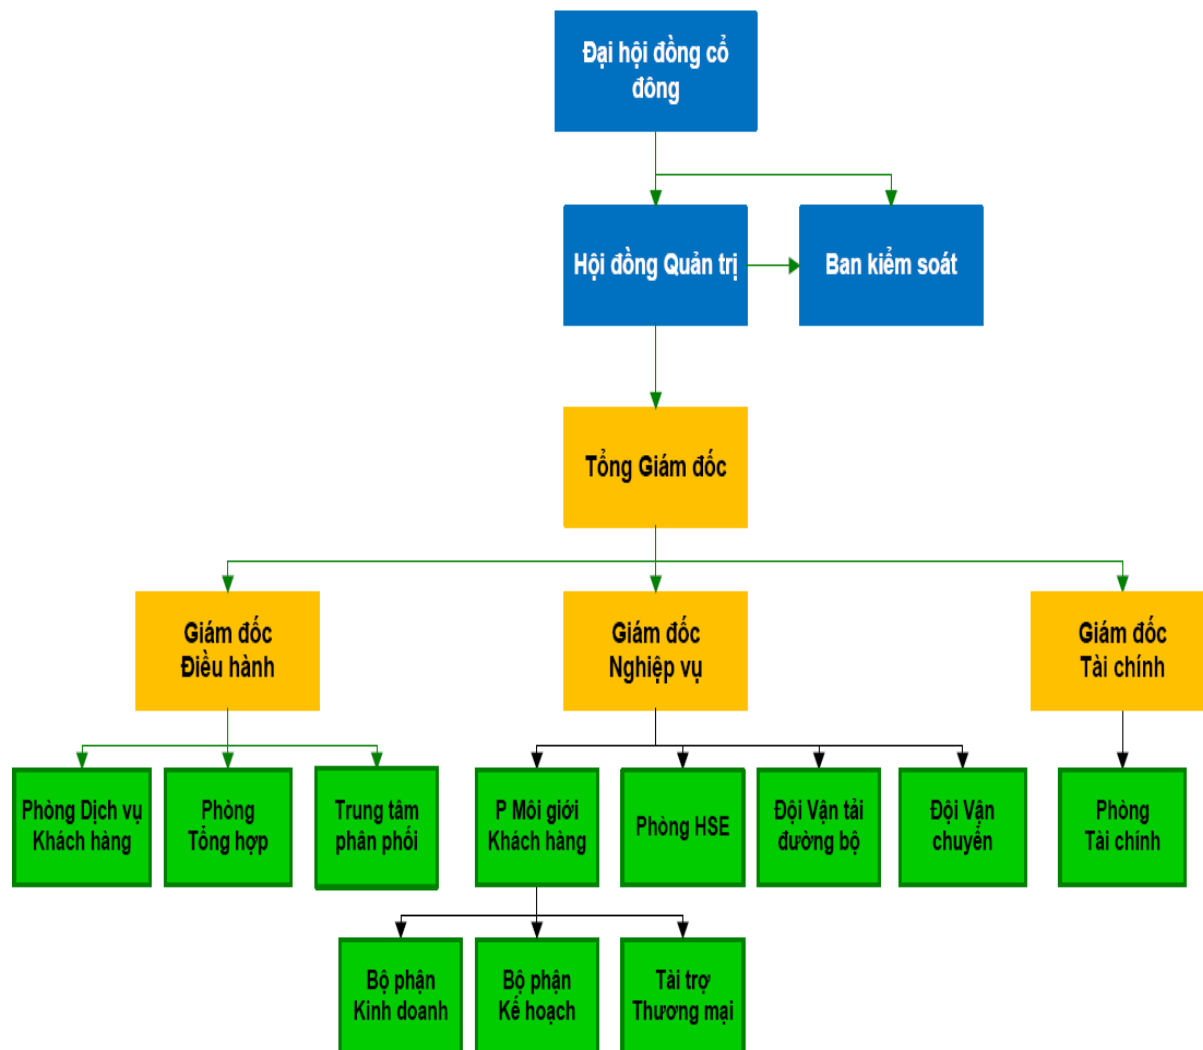 Đại hội đồng cổ
đông
Hội đồng Quản trị
Ban kiểm soát
Tổng Giám đốc
Giám đốc
Điều hành
Giám đốc
Nghiệp vụ
Giám đốc
Tài chính
Phòng Dịch vụ
Khách hàng
Phòng
Tổng hợp
Trung tâm
phân phối
P Môi giới
Khách hàng
Phòng HSE
Đội Vận tải
đường bộ
Đội Vận
chuyển
Phòng
Tài chính
Bộ phận
Kinh doanh
Bộ phận
Kế hoạch
Tài trợ
Thương mại